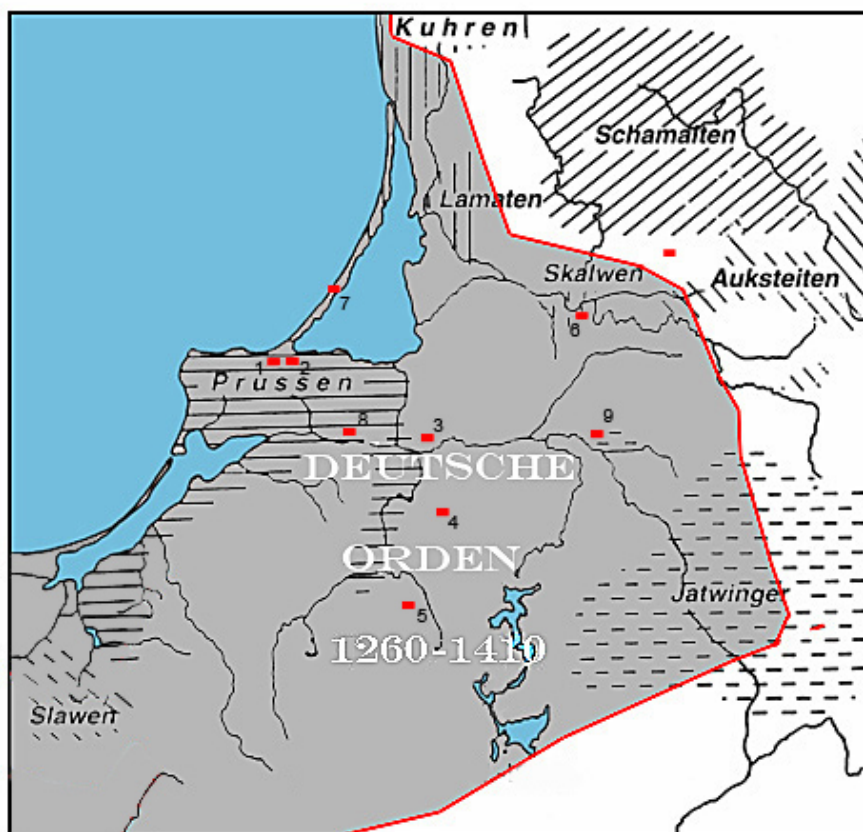 Kuhren
Schamaiten
Lamaten
Skalwen
Auksteiten
7
6
1
2
Prussen
8
3
9
DEUTSCHE
4
ORDEN
Jatwinger
5
1260-1410
Slawen